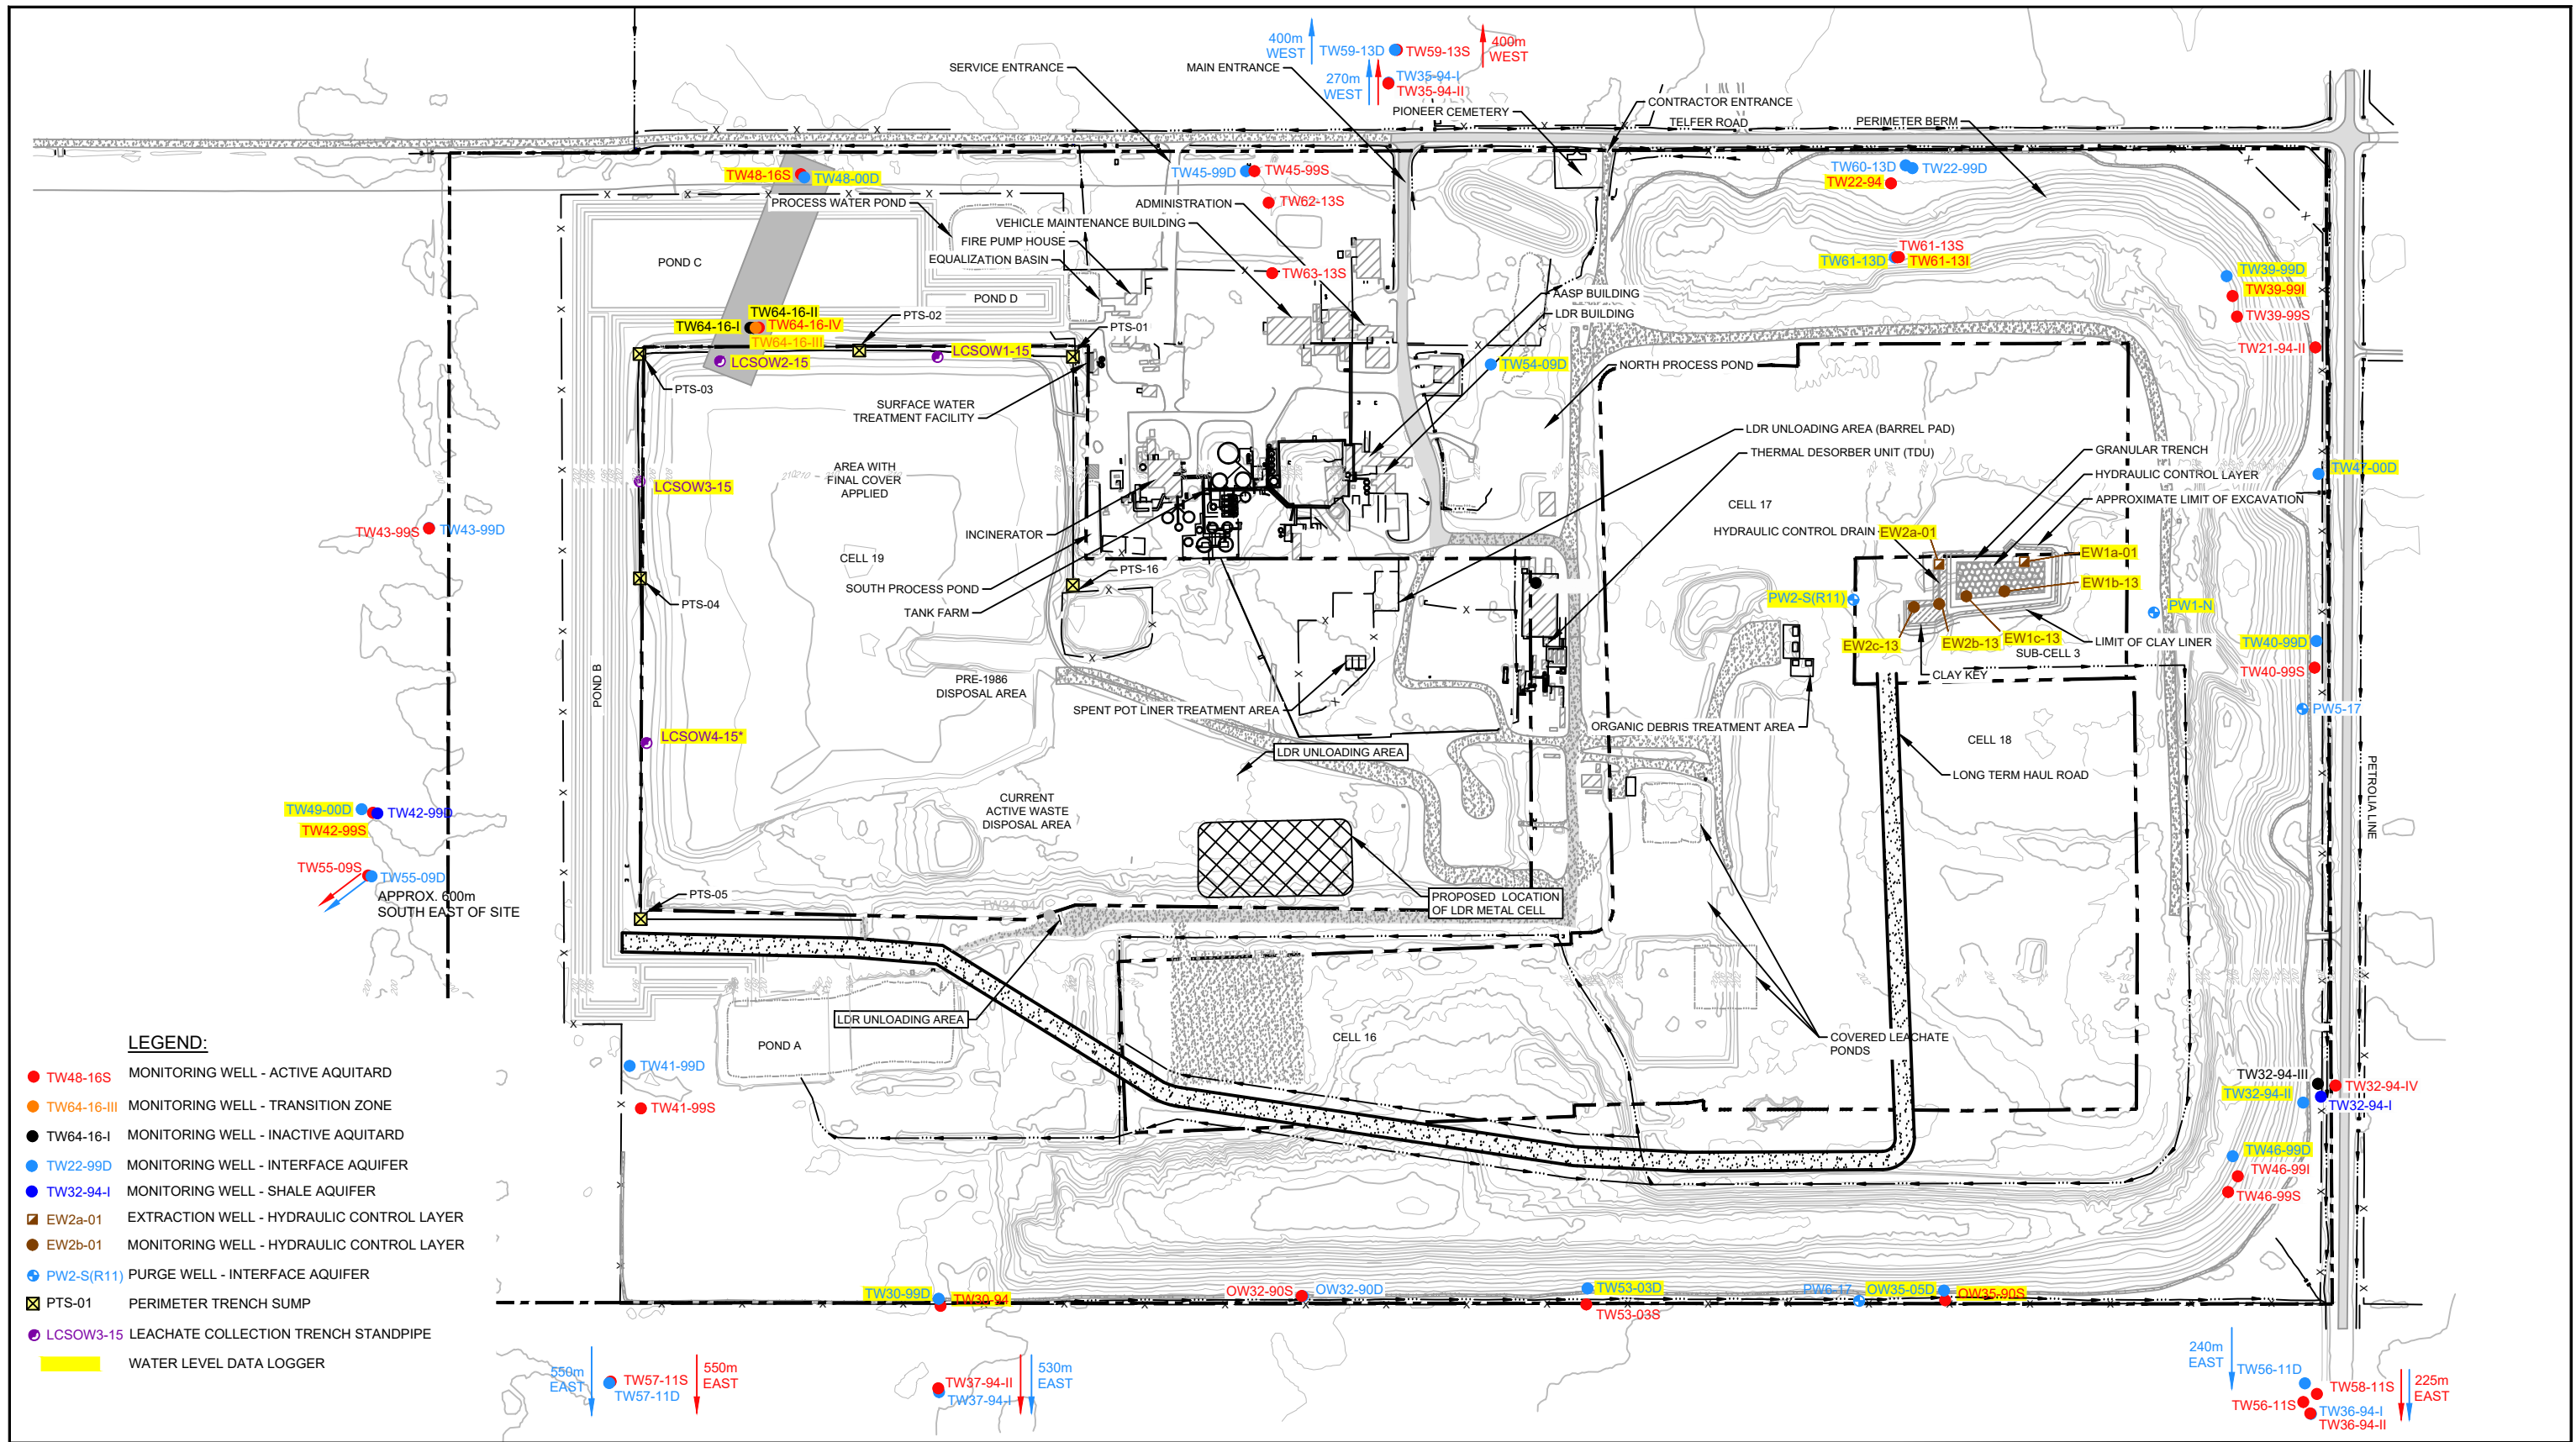 400m
WEST
TW59-13D
TW59-13S
400m
WEST
SERVICE ENTRANCE
MAIN ENTRANCE
270m
WEST
TW35-94-I
TW35-94-II
PIONEER CEMETERY
CONTRACTOR ENTRANCE
TELFER ROAD
PERIMETER BERM
TW48-16S
TW48-00D
TW45-99D
TW45-99S
TW60-13D
TW22-99D
TW22-94
PROCESS WATER POND
ADMINISTRATION
TW62-13S
VEHICLE MAINTENANCE BUILDING
FIRE PUMP HOUSE
EQUALIZATION BASIN
POND C
TW63-13S
TW61-13S
TW61-13D
TW61-13I
TW39-99D
TW39-99I
TW39-99S
POND D
AASP BUILDING
LDR BUILDING
TW64-16-II
TW64-16-I
TW64-16-IV
TW64-16-III
PTS-02
PTS-01
LCSOW2-15
LCSOW1-15
TW21-94-II
TW54-09D
NORTH PROCESS POND
PTS-03
SURFACE WATER
TREATMENT FACILITY
LDR UNLOADING AREA (BARREL PAD)
THERMAL DESORBER UNIT (TDU)
GRANULAR TRENCH
HYDRAULIC CONTROL LAYER
APPROXIMATE LIMIT OF EXCAVATION
TW47-00D
AREA WITH
FINAL COVER
APPLIED
LCSOW3-15
CELL 17
TW43-99S
TW43-99D
INCINERATOR
HYDRAULIC CONTROL DRAIN
EW2a-01
EW1a-01
CELL 19
PTS-16
EW1b-13
SOUTH PROCESS POND
TANK FARM
PTS-04
PW2-S(R11)
PW1-N
EW2c-13
EW2b-13
EW1c-13
LIMIT OF CLAY LINER
SUB-CELL 3
CLAY KEY
TW40-99D
TW40-99S
POND B
PRE-1986
DISPOSAL AREA
SPENT POT LINER TREATMENT AREA
ORGANIC DEBRIS TREATMENT AREA
PW5-17
LCSOW4-15*
LDR UNLOADING AREA
CELL 18
LONG TERM HAUL ROAD
PETROLIA LINE
TW49-00D
TW42-99D
TW42-99S
CURRENT
ACTIVE WASTE
DISPOSAL AREA
TW55-09S
TW55-09D
APPROX. 600m
SOUTH EAST OF SITE
PTS-05
PROPOSED LOCATION
OF LDR METAL CELL
LDR UNLOADING AREA
CELL 16
COVERED LEACHATE
PONDS
POND A
TW41-99D
TW41-99S
TW32-94-III
TW32-94-IV
TW32-94-II
TW32-94-I
TW46-99D
TW46-99I
TW46-99S
LEGEND:
TW48-16S MONITORING WELL - ACTIVE AQUITARD
TW64-16-III MONITORING WELL - TRANSITION ZONE
TW64-16-I MONITORING WELL - INACTIVE AQUITARD
TW22-99D MONITORING WELL - INTERFACE AQUIFER
TW32-94-I MONITORING WELL - SHALE AQUIFER
EW2a-01 EXTRACTION WELL - HYDRAULIC CONTROL LAYER
EW2b-01 MONITORING WELL - HYDRAULIC CONTROL LAYER
PW2-S(R11) PURGE WELL - INTERFACE AQUIFER
PTS-01 PERIMETER TRENCH SUMP
LCSOW3-15 LEACHATE COLLECTION TRENCH STANDPIPE
WATER LEVEL DATA LOGGER
TW30-99D
TW30-94
OW32-90S
OW32-90D
TW53-03D
TW53-03S
PW6-17
OW35-05D
OW35-90S
550m
EAST
TW57-11S
TW57-11D
550m
EAST
TW37-94-II
TW37-94-I
530m
EAST
240m
EAST
TW56-11D
TW58-11S
TW56-11S
TW36-94-I
TW36-94-II
225m
EAST